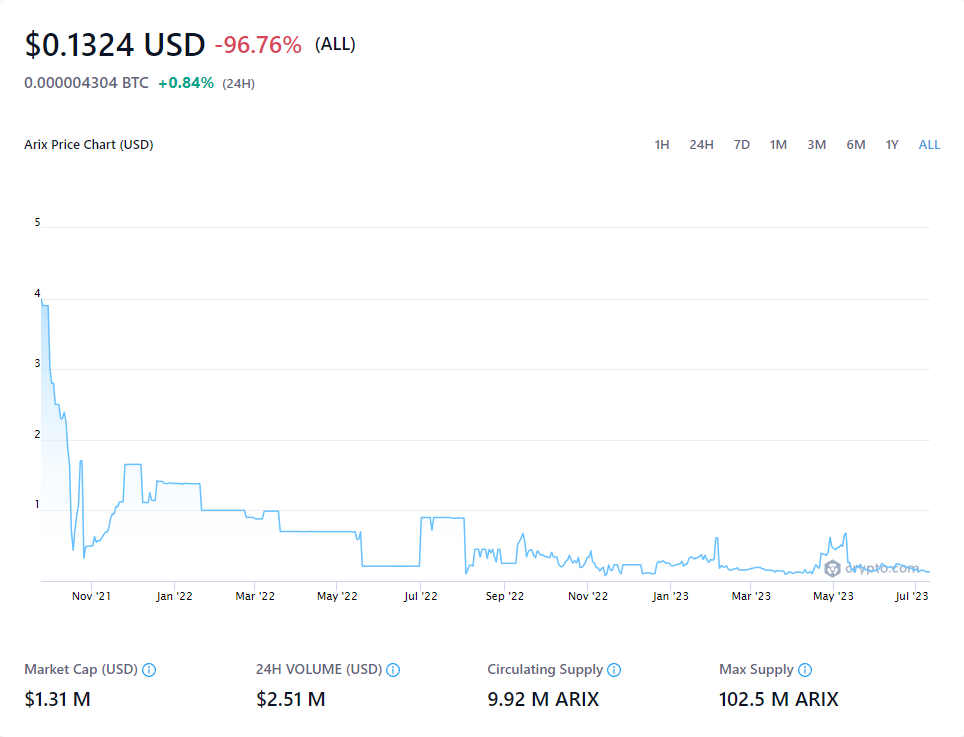 $0.1324 USD -96.76% (ALL)
0.000004304 BTC +0.84% (24H)
Arix Price Chart (USD) 1H 24H 7D 1M 3M 6M 1Y ALL
5
4
3
2
1
crypto.com
Nov '21 Jan '22 Mar '22 May '22 Jul '22 Sep '22 Nov '22 Jan '23 Mar '23 May '23 Jul '23
Market Cap (USD) 24H VOLUME (USD) Circulating Supply Max Supply
$1.31 M $2.51 M 9.92 M ARIX 102.5 M ARIX